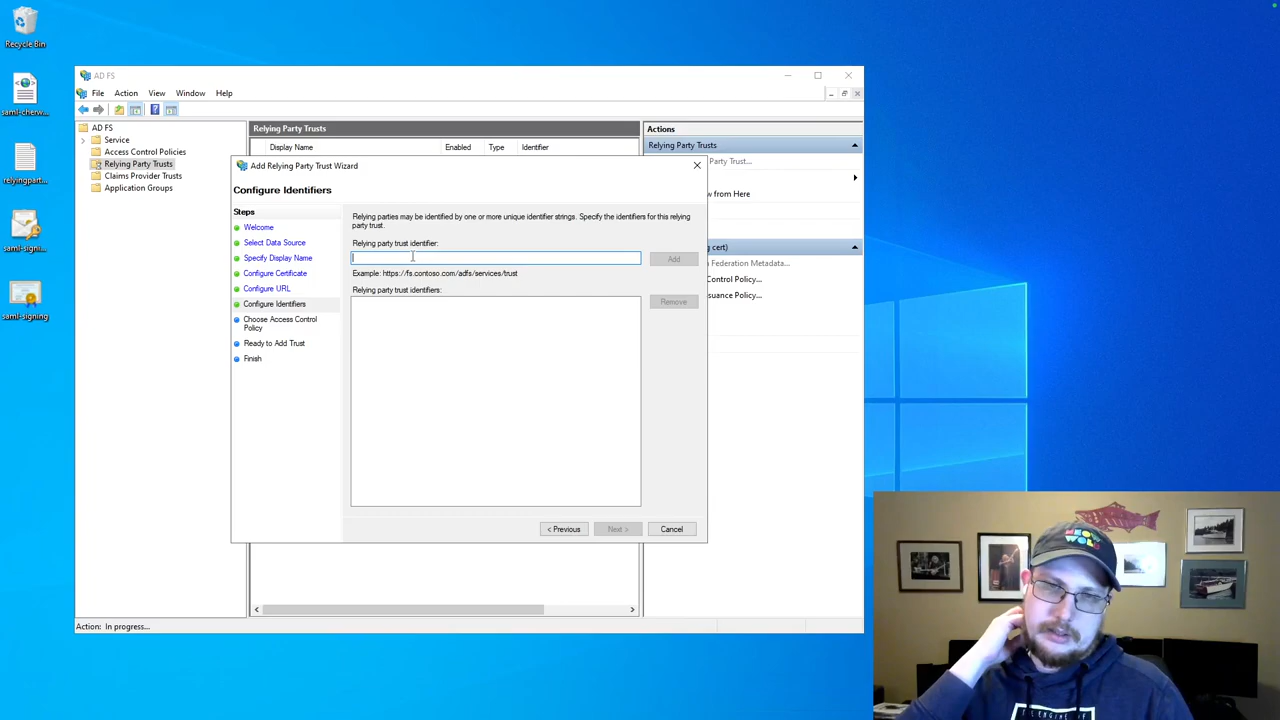 Recycle Bin
saml-cherw...
relyingpart...
saml-signi...
saml-signing
AD FS
File
Action
View
Window
Help
AD FS
Service
Access Control Policies
Relying Party Trusts
Claims Provider Trusts
Application Groups
Relying Party Trusts
Display Name
Enabled
Type
Identifier
Actions
Relying Party Trusts
Party Trust...
w from Here
g cert)
Federation Metadata...
Control Policy...
suance Policy...
Add Relying Party Trust Wizard
Configure Identifiers
Steps
Welcome
Select Data Source
Specify Display Name
Configure Certificate
Configure URL
Configure Identifiers
Choose Access Control
Policy
Ready to Add Trust
Finish
Relying parties may be identified by one or more unique identifier strings. Specify the identifiers for this relying
party trust.
Relying party trust identifier:
Add
Example: https://fs.contoso.com/adfs/services/trust
Relying party trust identifiers:
Remove
< Previous
Next >
Cancel
Action: In progress...
MEOW
WOLF